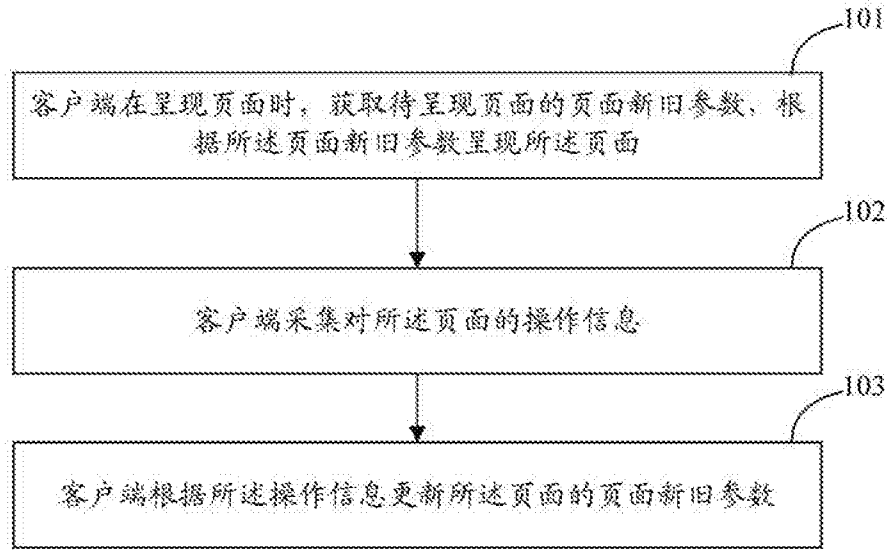 101
客户端在呈现页面时，获取待呈现页面的页面新旧参数，根
据所述页面新旧参数呈现所述页面
102
客户端采集对所述页面的操作信息
103
客户端根据所述操作信息更新所述页面的页面新旧参数